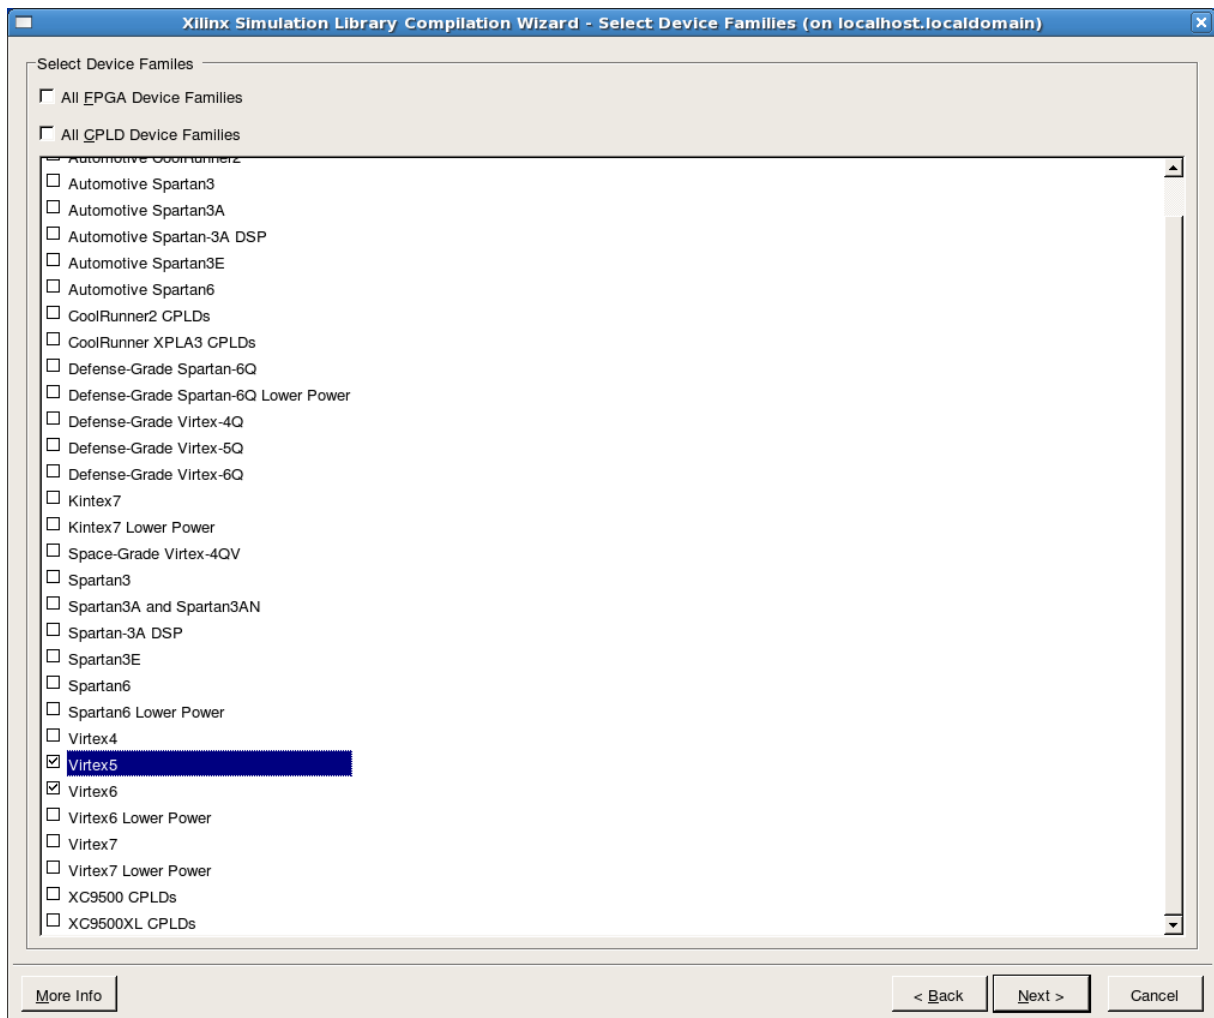 Xilinx Simulation Library Compilation Wizard - Select Device Families (on localhost.localdomain)
Select Device Familes
All FPGA Device Families
All CPLD Device Families
Automotive CoolRunner2
Automotive Spartan3
Automotive Spartan3A
Automotive Spartan-3A DSP
Automotive Spartan3E
Automotive Spartan6
CoolRunner2 CPLDs
CoolRunner XPLA3 CPLDs
Defense-Grade Spartan-6Q
Defense-Grade Spartan-6Q Lower Power
Defense-Grade Virtex-4Q
Defense-Grade Virtex-5Q
Defense-Grade Virtex-6Q
Kintex7
Kintex7 Lower Power
Space-Grade Virtex-4QV
Spartan3
Spartan3A and Spartan3AN
Spartan-3A DSP
Spartan3E
Spartan6
Spartan6 Lower Power
Virtex4
Virtex5
Virtex6
Virtex6 Lower Power
Virtex7
Virtex7 Lower Power
XC9500 CPLDs
XC9500XL CPLDs
More Info
< Back
Next >
Cancel